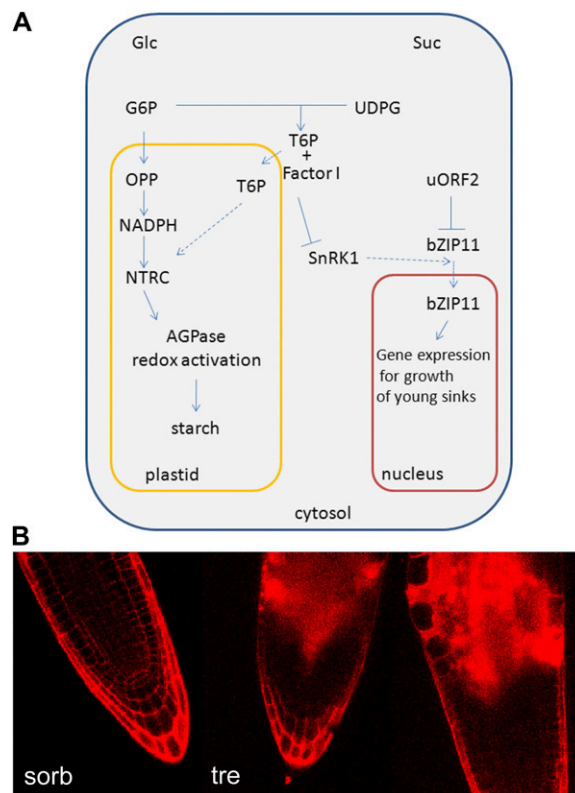 A
Glc
Suc
G6P
UDPG
T6P
+
Factor I
OPP
T6P
uORF2
NADPH
bZIP11
SnRK1
NTRC
bZIP11
AGPase
redox activation
Gene expression
for growth
of young sinks
starch
plastid
nucleus
cytosol
B
sorb
tre